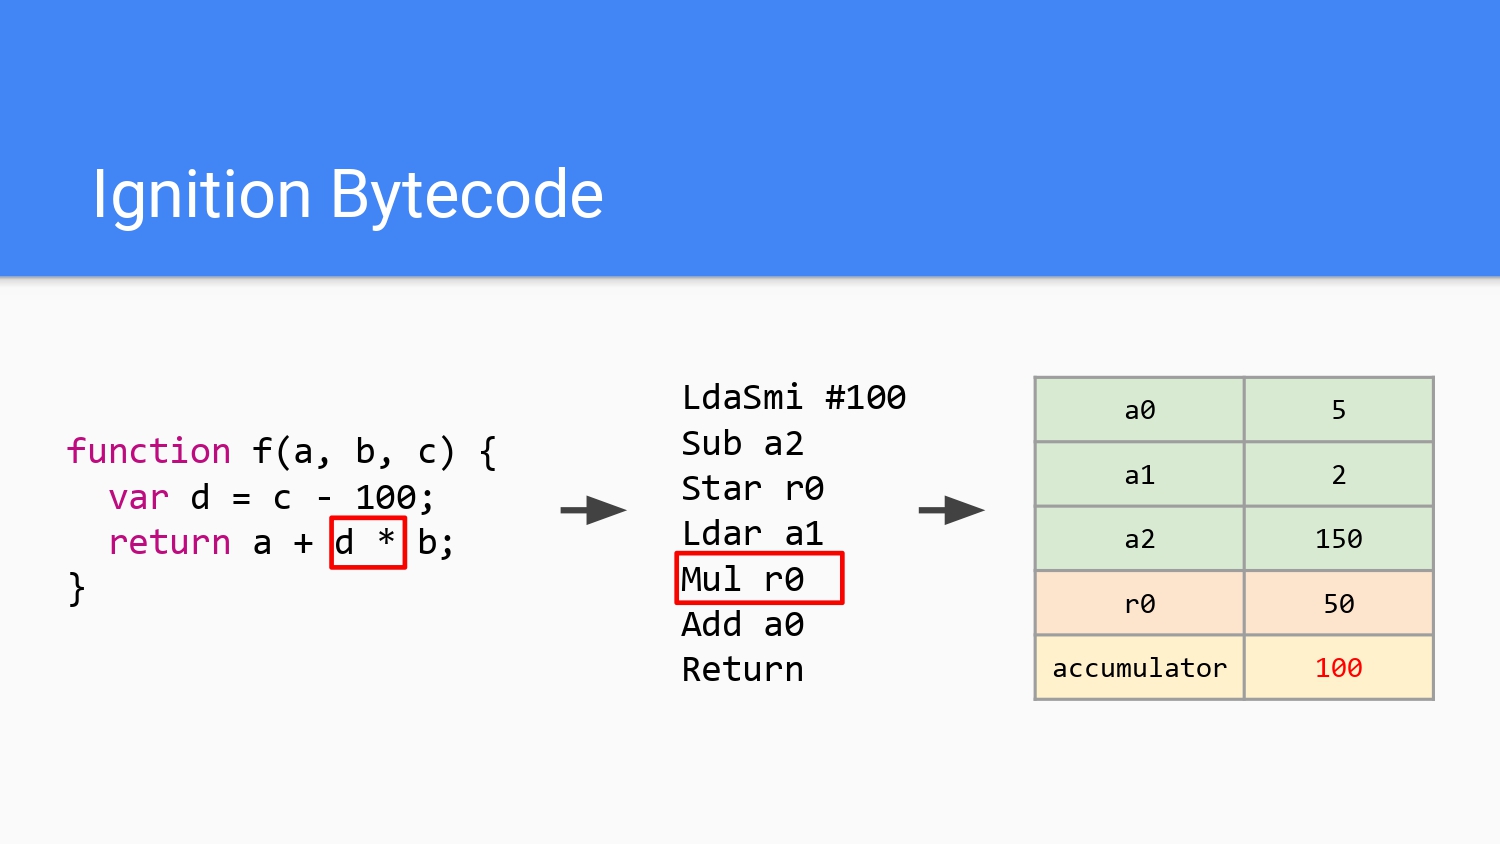 Ignition Bytecode
function f(a, b, c) {
  var d = c - 100;
  return a + d * b;
}
LdaSmi #100
Sub a2
Star r0
Ldar a1
Mul r0
Add a0
Return
a0 5
a1 2
a2 150
r0 50
accumulator 100